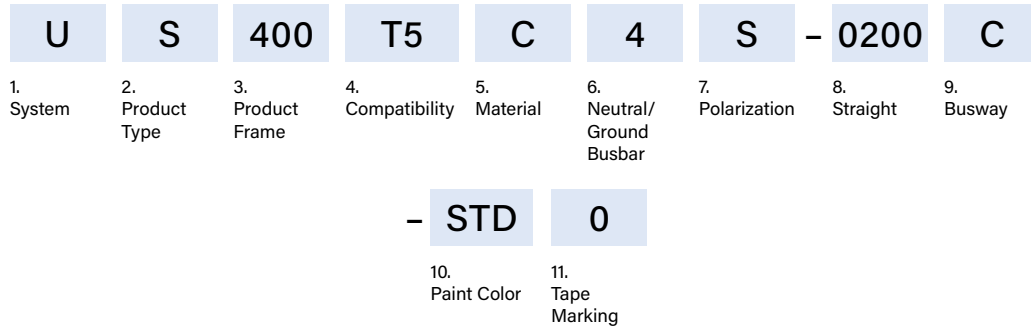 U S 400 T5 C 4 S – 0200 C
1. 2. 3. 4. 5. 6. 7. 8. 9.
System Product Product Compatibility Material Neutral/ Polarization Straight Busway
Type Frame Ground
Busbar
– STD 0
10. 11.
Paint Color Tape
Marking